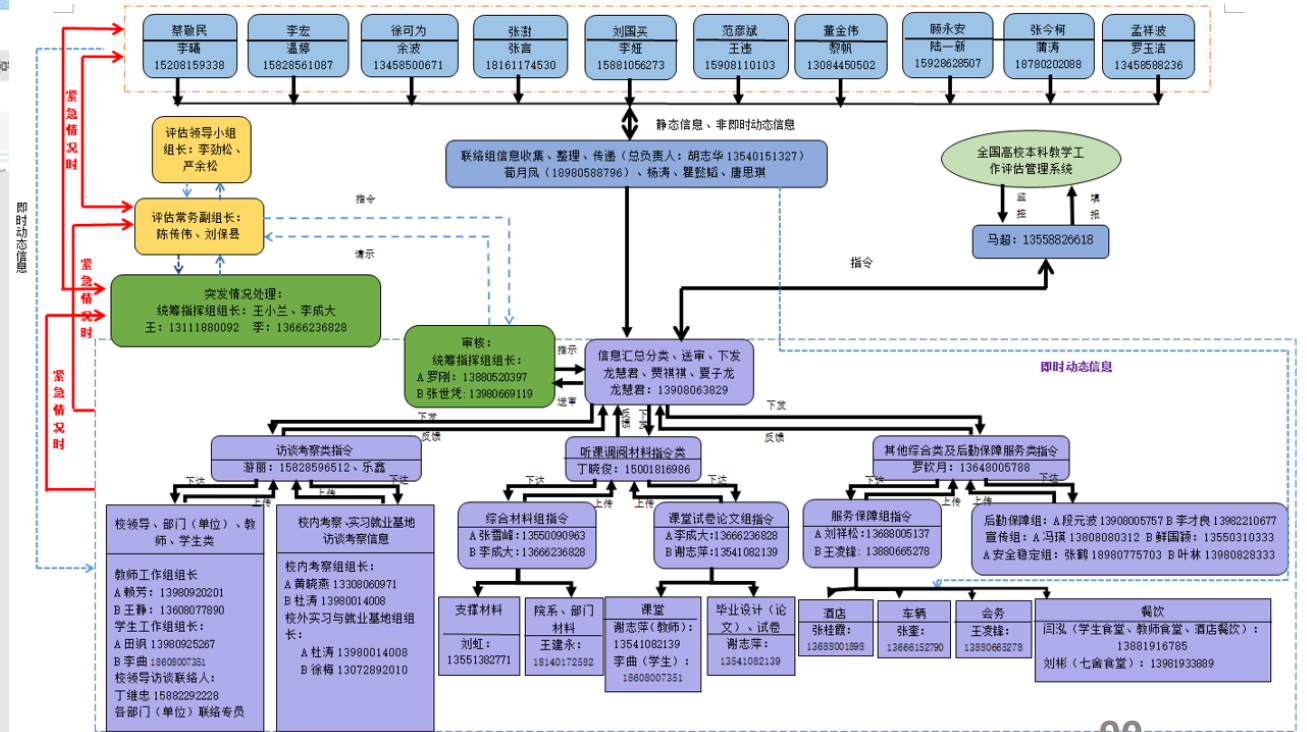 蔡敬民
李曦
15208159338
李宏
温婷
15828561087
徐可为
余波
13458500671
张澍
张言
18161174530
刘国买
李娅
15881056273
范彦斌
王违
15908110103
董金伟
黎帆
13084450502
顾永安
陆一新
15928628507
张今柯
蒲涛
18780202088
孟祥波
罗玉洁
13458588236
静态信息、非即时动态信息
紧急情况时
即时动态信息
评估领导小组
组长：李劲松、
严余松
联络组信息收集、整理、传递（总负责人：胡志华 13540151327）
荀月凤（18980588796）、杨涛、瞿懿韬、唐思琪
全国高校本科教学工
作评估管理系统
监控
填报
马超：13558826618
评估常务副组长：
陈传伟、刘保县
指令
请示
指令
紧急情况时
突发情况处理：
统筹指挥组组长：王小兰、李成大
王：13111880092 李：13666236828
审核：
统筹指挥组组长：
A 罗刚：13880520397
B 张世凭：13980669119
指示
送审
信息汇总分类、送审、下发
龙慧君、贾祺祺、夏子龙
龙慧君：13908063829
即时动态信息
紧急情况时
下发
反馈
反馈
下发
下发
反馈
访谈考察类指令
游丽：15828596512、乐鑫
听课调阅材料指令类
丁晓俊：15001816986
其他综合类及后勤保障服务类指令
罗钦月：13648005788
下达
上传
上传
下达
下达
上传
上传
下达
下达
上传
上传
下达
校领导、部门（单位）、教
师、学生类
教师工作组组长
A 赖芳：13980920201
B 王静：13608077890
学生工作组组长：
A 田钒 13980925267
B 李曲 18608007351
校领导访谈联络人：
丁维忠 15882292228
各部门（单位）联络专员
校内考察、实习就业基地
访谈考察信息
校内考察组组长：
A 黄晓燕 13308060971
B 杜涛 13980014008
校外实习与就业基地组组
长：
A 杜涛 13980014008
B 徐梅 13072892010
综合材料组指令
A 张雪峰：13550090963
B 李成大：13666236828
课堂试卷论文组指令
A 李成大：13666236828
B 谢志萍：13541082139
服务保障组指令
A 刘祥松：13688005137
B 王凌锋：13880665278
后勤保障组：A 段元波 13908005757 B 李才良 13982210677
宣传组：A 冯瑛 13808080312 B 鲜国颖：13550310333
A 安全稳定组：张鹤 18980775703 B 叶林 13980828333
支撑材料
刘虹：
13551382771
院系、部门
材料
王建永：
18140172582
课堂
谢志萍（教师）：
13541082139
李曲（学生）：
18608007351
毕业设计（论
文）、试卷
谢志萍：
13541082139
酒店
张桂霞：
13688001898
车辆
张奎：
13666152790
会务
王凌锋：
13880665278
餐饮
闫泓（学生食堂、教师食堂、酒店餐饮）：
13881916785
刘彬（七舍食堂）：13981933889